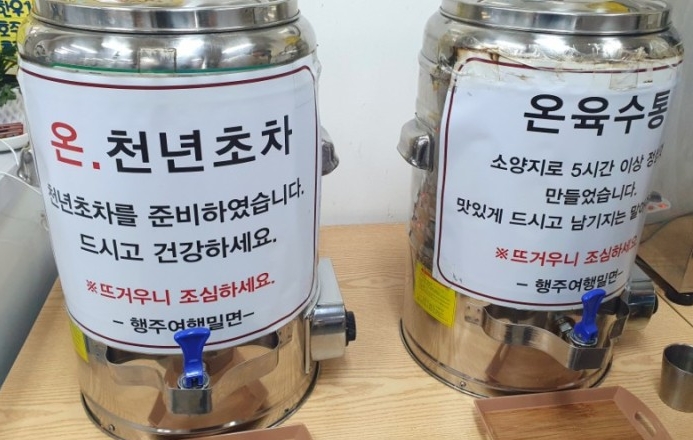 온.천년초차
천년초차를 준비하였습니다.
드시고 건강하세요.
※뜨거우니 조심하세요.
- 행주여행밀면-
온육수통
소양지로 5시간 이상
만들었습니다.
맛있게 드시고 남기지는
※뜨거우니 조심하세요
- 행주여행밀면-